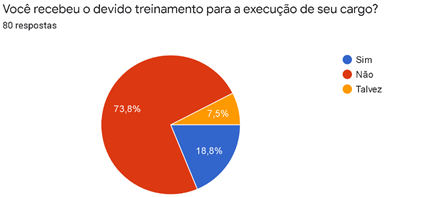 Você recebeu o devido treinamento para a execução de seu cargo?
80 respostas
Sim
Não
Talvez
73,8%
7,5%
18,8%